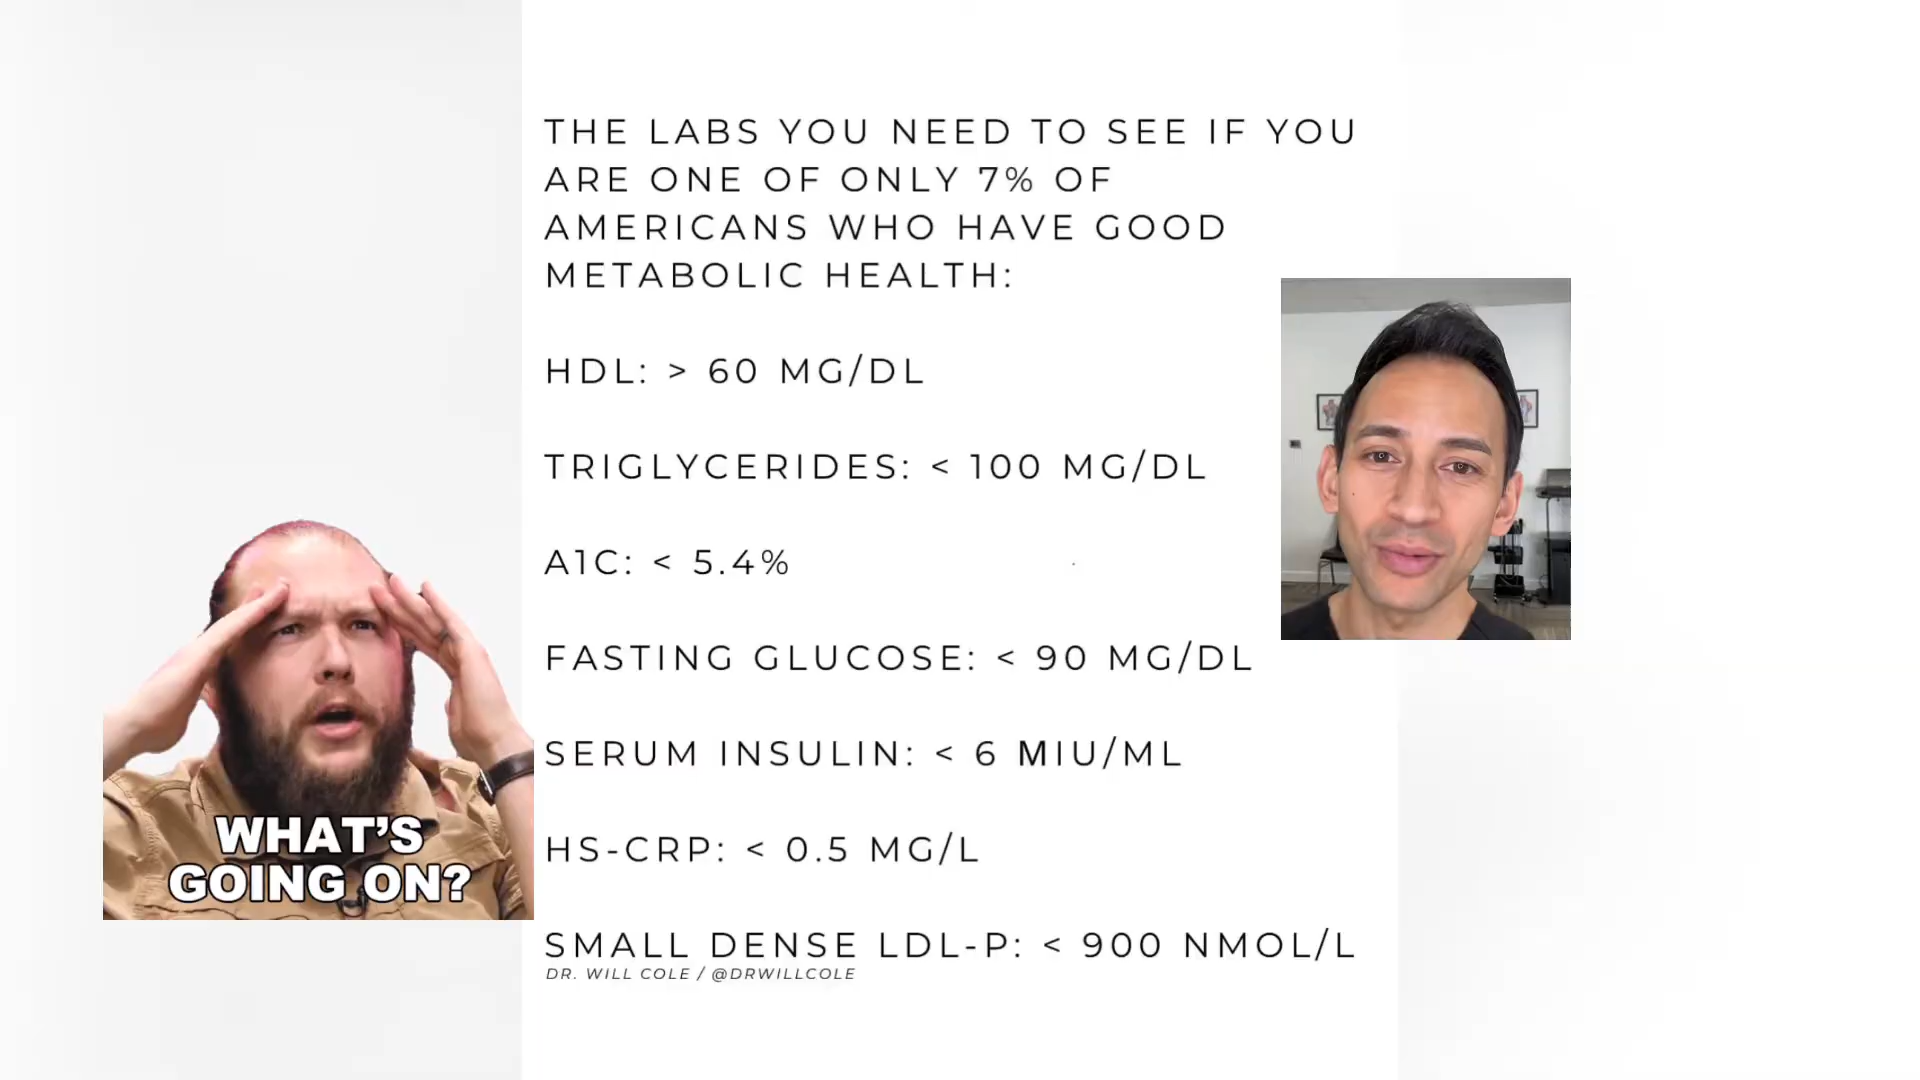 THE LABS YOU NEED TO SEE IF YOU
ARE ONE OF ONLY 7% OF
AMERICANS WHO HAVE GOOD
METABOLIC HEALTH:
HDL: > 60 MG/DL
TRIGLYCERIDES: < 100 MG/DL
A1C: < 5.4%
FASTING GLUCOSE: < 90 MG/DL
SERUM INSULIN: < 6 ΜIU/ML
HS-CRP: < 0.5 MG/L
SMALL DENSE LDL-P: < 900 NMOL/L
DR. WILL COLE / @DRWILLCOLE
WHAT'S
GOING ON?